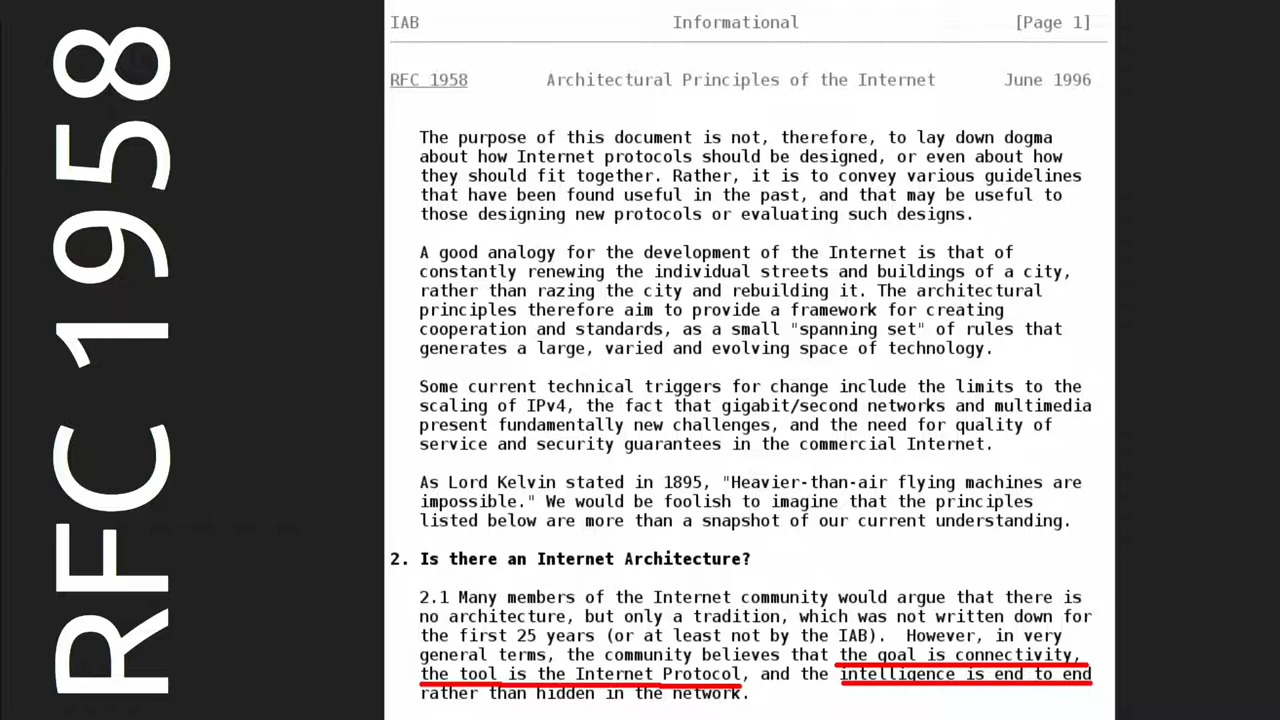 RFC 1958
IAB Informational [Page 1]
RFC 1958 Architectural Principles of the Internet June 1996
The purpose of this document is not, therefore, to lay down dogma
about how Internet protocols should be designed, or even about how
they should fit together. Rather, it is to convey various guidelines
that have been found useful in the past, and that may be useful to
those designing new protocols or evaluating such designs.
A good analogy for the development of the Internet is that of
constantly renewing the individual streets and buildings of a city,
rather than razing the city and rebuilding it. The architectural
principles therefore aim to provide a framework for creating
cooperation and standards, as a small "spanning set" of rules that
generates a large, varied and evolving space of technology.
Some current technical triggers for change include the limits to the
scaling of IPv4, the fact that gigabit/second networks and multimedia
present fundamentally new challenges, and the need for quality of
service and security guarantees in the commercial Internet.
As Lord Kelvin stated in 1895, "Heavier-than-air flying machines are
impossible." We would be foolish to imagine that the principles
listed below are more than a snapshot of our current understanding.
2. Is there an Internet Architecture?
2.1 Many members of the Internet community would argue that there is
no architecture, but only a tradition, which was not written down for
the first 25 years (or at least not by the IAB). However, in very
general terms, the community believes that the goal is connectivity,
the tool is the Internet Protocol, and the intelligence is end to end
rather than hidden in the network.